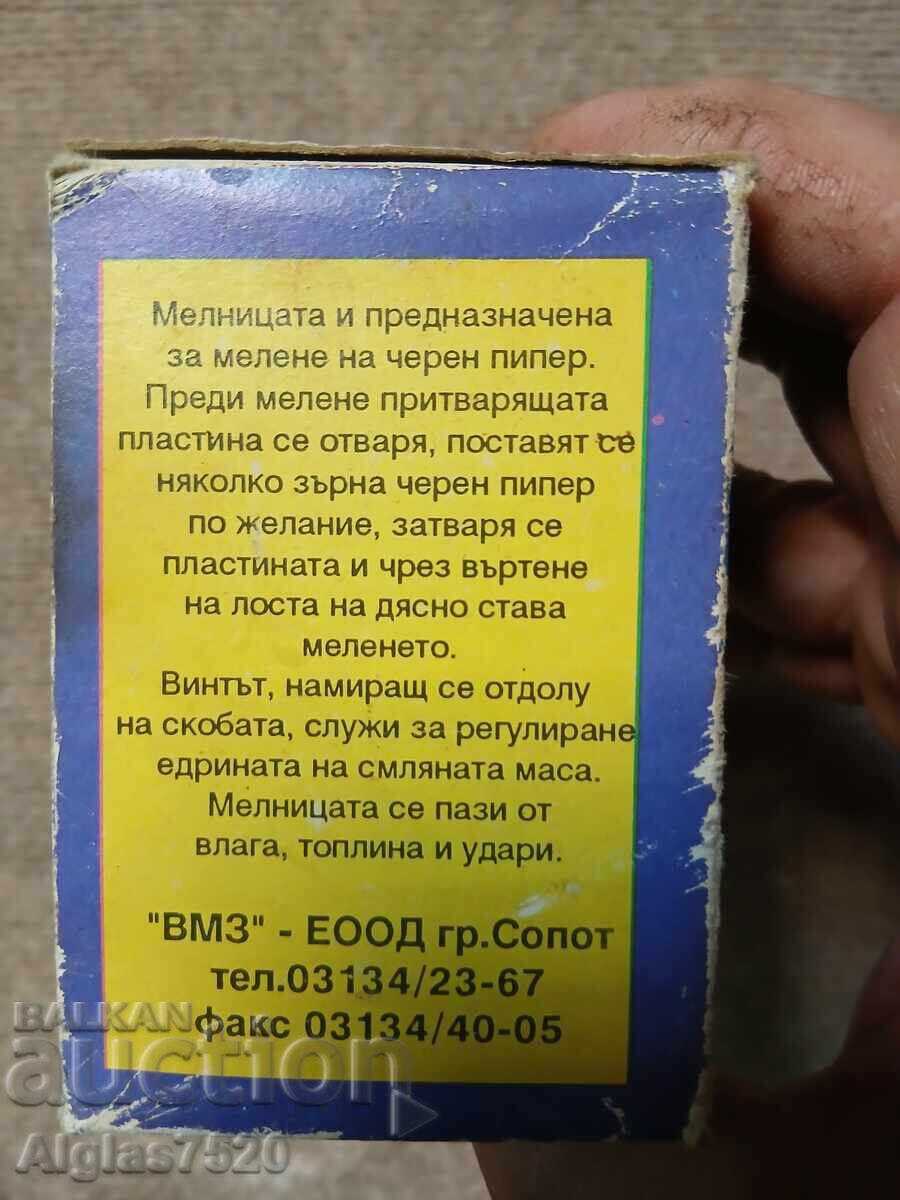 Мелницата и предназначена
за мелене на черен пипер.
Преди мелене притварящата
пластина се отваря, поставят се
няколко зърна черен пипер
по желание, затваря се
пластината и чрез въртене
на лоста на дясно става
меленето.
Винтът, намиращ се отдолу
на скобата, служи за регулиране
едрината на смляната маса.
Мелницата се пази от
влага, топлина и удари.
"ВМЗ" - ЕООД гр.Сопот
тел.03134/23-67
факс 03134/40-05
BALKAN
auction
Alglas7520